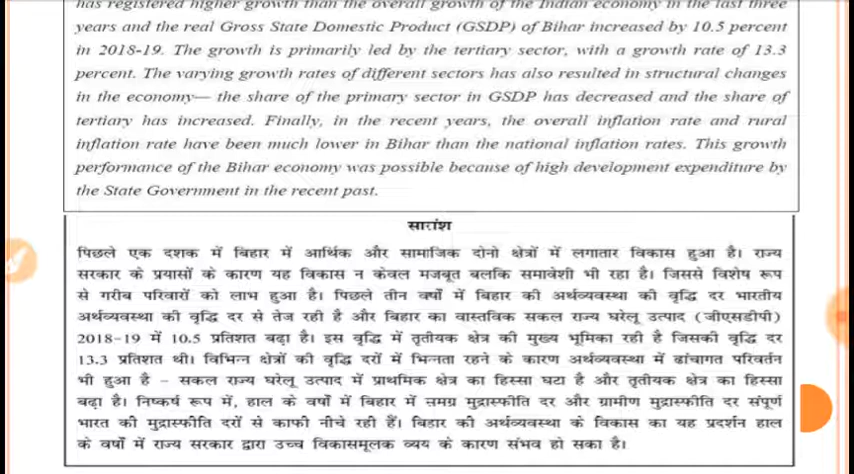 has registered higher growth than the overall growth of the Indian economy in the last three
years and the real Gross State Domestic Product (GSDP) of Bihar increased by 10.5 percent
in 2018-19. The growth is primarily led by the tertiary sector, with a growth rate of 13.3
percent. The varying growth rates of different sectors has also resulted in structural changes
in the economy— the share of the primary sector in GSDP has decreased and the share of
tertiary has increased. Finally, in the recent years, the overall inflation rate and rural
inflation rate have been much lower in Bihar than the national inflation rates. This growth
performance of the Bihar economy was possible because of high development expenditure by
the State Government in the recent past.
सारांश
पिछले एक दशक में बिहार में आर्थिक और सामाजिक दोनो क्षेत्रों में लगातार विकास हुआ है। राज्य
सरकार के प्रयासों के कारण यह विकास न केवल मजबूत बलकि समावेशी भी रहा है। जिससे विशेष रूप
से गरीब परिवारों को लाभ हुआ है। पिछले तीन वर्षों में बिहार की अर्थव्यवस्था की वृद्धि दर भारतीय
अर्थव्यवस्था की वृद्धि दर से तेज रही है और बिहार का वास्तविक सकल राज्य घरेलू उत्पाद (जीएसडीपी)
2018-19 में 10.5 प्रतिशत बढ़ा है। इस वृद्धि में तृतीयक क्षेत्र की मुख्य भूमिका रही है जिसकी वृद्धि दर
13.3 प्रतिशत थी। विभिन्न क्षेत्रों की वृद्धि दरों में भिन्नता रहने के कारण अर्थव्यवस्था में ढांचागत परिवर्तन
भी हुआ है - सकल राज्य घरेलू उत्पाद में प्राथमिक क्षेत्र का हिस्सा घटा है और तृतीयक क्षेत्र का हिस्सा
बढ़ा है। निष्कर्ष रूप में, हाल के वर्षों में बिहार में समग्र मुद्रास्फीति दर और ग्रामीण मुद्रास्फीति दर संपूर्ण
भारत की मुद्रास्फीति दरों से काफी नीचे रही हैं। बिहार की अर्थव्यवस्था के विकास का यह प्रदर्शन हाल
के वर्षों में राज्य सरकार द्वारा उच्च विकासमूलक व्यय के कारण संभव हो सका है।